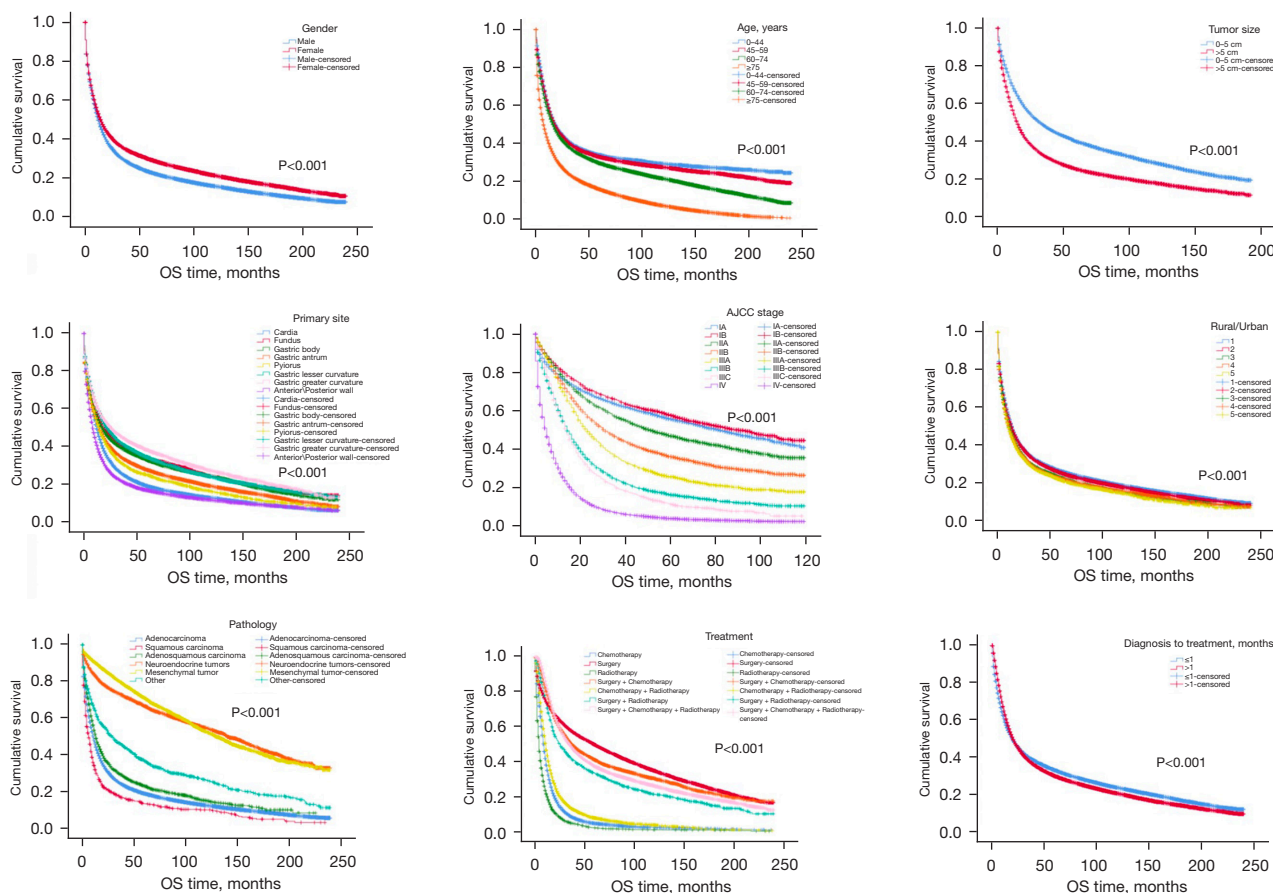 Gender
Male
Female
Male-censored
Female-censored
P<0.001
Cumulative survival
1.0
0.8
0.6
0.4
0.2
0.0
0 50 100 150 200 250
OS time, months
Age, years
0–44
45–59
60–74
≥75
0–44-censored
45–59-censored
60–74-censored
≥75-censored
P<0.001
Cumulative survival
1.0
0.8
0.6
0.4
0.2
0.0
0 50 100 150 200 250
OS time, months
Tumor size
0–5 cm
>5 cm
0–5 cm-censored
>5 cm-censored
P<0.001
Cumulative survival
1.0
0.8
0.6
0.4
0.2
0.0
0 50 100 150 200
OS time, months
Primary site
Cardia
Fundus
Gastric body
Gastric antrum
Pyiorus
Gastric lesser curvature
Gastric greater curvature
Anterior\Posterior wall
Cardia-censored
Fundus-censored
Gastric body-censored
Gastric antrum-censored
Pyiorus-censored
Gastric lesser curvature-censored
Gastric greater curvature-censored
Anterior\Posterior wall-censored
P<0.001
Cumulative survival
1.0
0.8
0.6
0.4
0.2
0.0
0 50 100 150 200 250
OS time, months
AJCC stage
IA IA-censored
IB IB-censored
IIA IIA-censored
IIB IIB-censored
IIIA IIIA-censored
IIIB IIIB-censored
IIIC IIIC-censored
IV IV-censored
P<0.001
Cumulative survival
1.0
0.8
0.6
0.4
0.2
0.0
0 20 40 60 80 100 120
OS time, months
Rural/Urban
1
2
3
4
5
1-censored
2-censored
3-censored
4-censored
5-censored
P<0.001
Cumulative survival
1.0
0.8
0.6
0.4
0.2
0.0
0 50 100 150 200 250
OS time, months
Pathology
Adenocarcinoma Adenocarcinoma-censored
Squamous carcinoma Squamous carcinoma-censored
Adenosquamous carcinoma Adenosquamous carcinoma-censored
Neuroendocrine tumors Neuroendocrine tumors-censored
Mesenchymal tumor Mesenchymal tumor-censored
Other Other-censored
P<0.001
Cumulative survival
1.0
0.8
0.6
0.4
0.2
0.0
0 50 100 150 200 250
OS time, months
Treatment
Chemotherapy Chemotherapy-censored
Surgery Surgery-censored
Radiotherapy Radiotherapy-censored
Surgery + Chemotherapy Surgery + Chemotherapy-censored
Chemotherapy + Radiotherapy Chemotherapy + Radiotherapy-censored
Surgery + Radiotherapy Surgery + Radiotherapy-censored
Surgery + Chemotherapy + Radiotherapy Surgery + Chemotherapy + Radiotherapy-
censored
P<0.001
Cumulative survival
1.0
0.8
0.6
0.4
0.2
0.0
0 50 100 150 200 250
OS time, months
Diagnosis to treatment, months
≤1
>1
≤1-censored
>1-censored
P<0.001
Cumulative survival
1.0
0.8
0.6
0.4
0.2
0.0
0 50 100 150 200 250
OS time, months